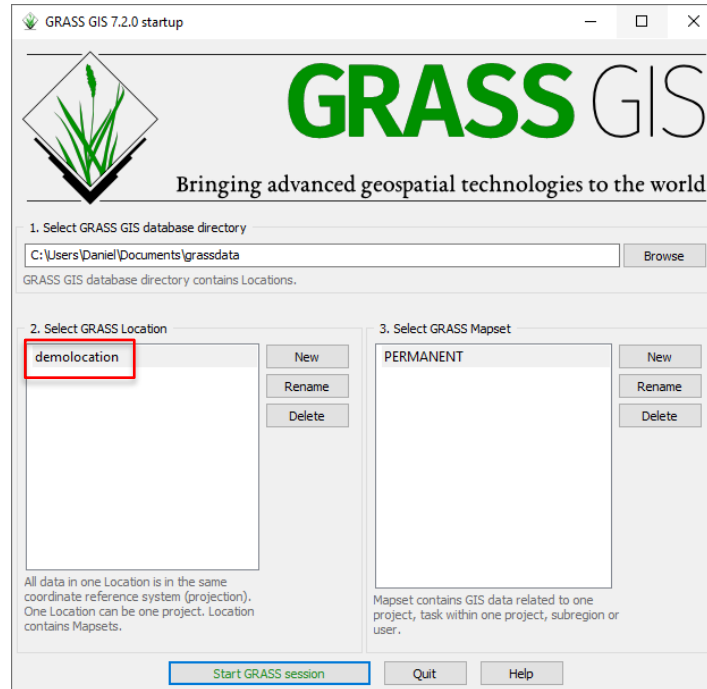 GRASS GIS 7.2.0 startup
GRASS GIS
Bringing advanced geospatial technologies to the world
1. Select GRASS GIS database directory
C:\Users\Daniel\Documents\grassdata
Browse
GRASS GIS database directory contains Locations.
2. Select GRASS Location
demolocation
New
Rename
Delete
All data in one Location is in the same
coordinate reference system (projection).
One Location can be one project. Location
contains Mapsets.
3. Select GRASS Mapset
PERMANENT
New
Rename
Delete
Mapset contains GIS data related to one
project, task within one project, subregion or
user.
Start GRASS session
Quit
Help